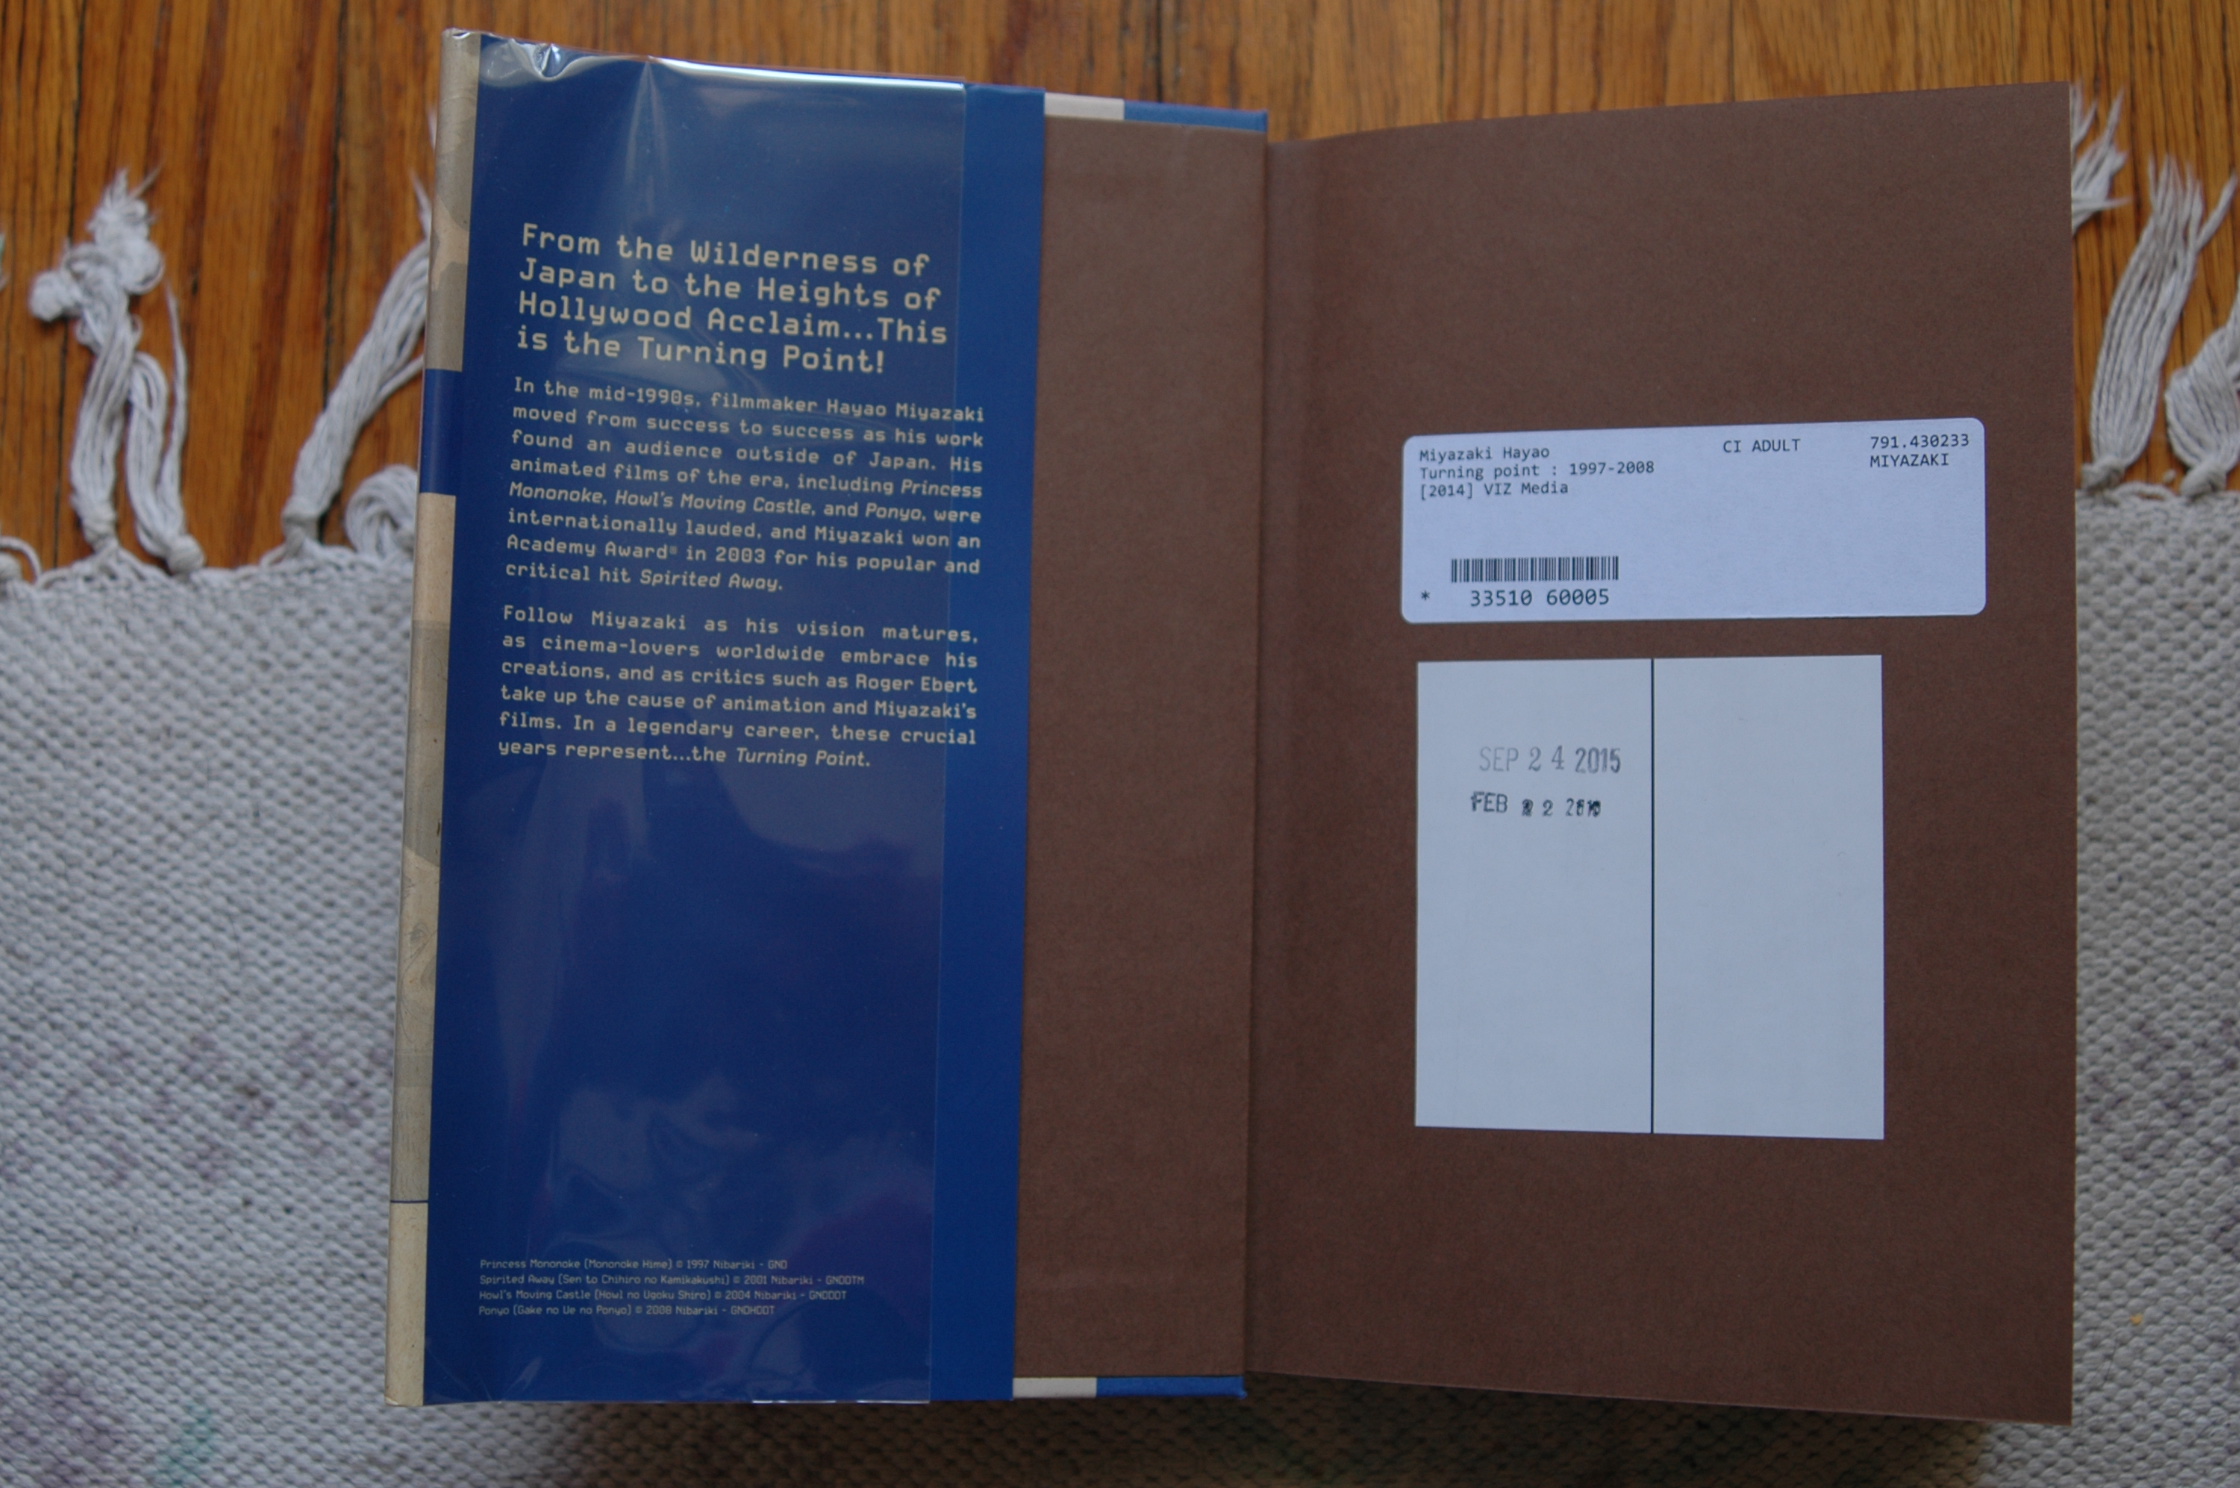 From the Wilderness of
Japan to the Heights of
Hollywood Acclaim...This
is the Turning Point!
In the mid-1990s, filmmaker Hayao Miyazaki
moved from success to success as his work
found an audience outside of Japan. His
animated films of the era, including Princess
Mononoke, Howl's Moving Castle, and Ponyo, were
internationally lauded, and Miyazaki won an
Academy Award® in 2003 for his popular and
critical hit Spirited Away.
Follow Miyazaki as his vision matures,
as cinema-lovers worldwide embrace his
creations, and as critics such as Roger Ebert
take up the cause of animation and Miyazaki's
films. In a legendary career, these crucial
years represent...the Turning Point.
Princess Mononoke (Mononoke Hime) © 1997 Nibariki - GND
Spirited Away (Sen to Chihiro no Kamikakushi) © 2001 Nibariki - GNDDTM
Howl's Moving Castle (Howl no Ugoku Shiro) © 2004 Nibariki - GNDDDT
Ponyo (Gake no Ue no Ponyo) © 2008 Nibariki - GNDHDDT
Miyazaki Hayao CI ADULT 791.430233
Turning point : 1997-2008 MIYAZAKI
[2014] VIZ Media
* 33510 60005
SEP 24 2015
FEB 22